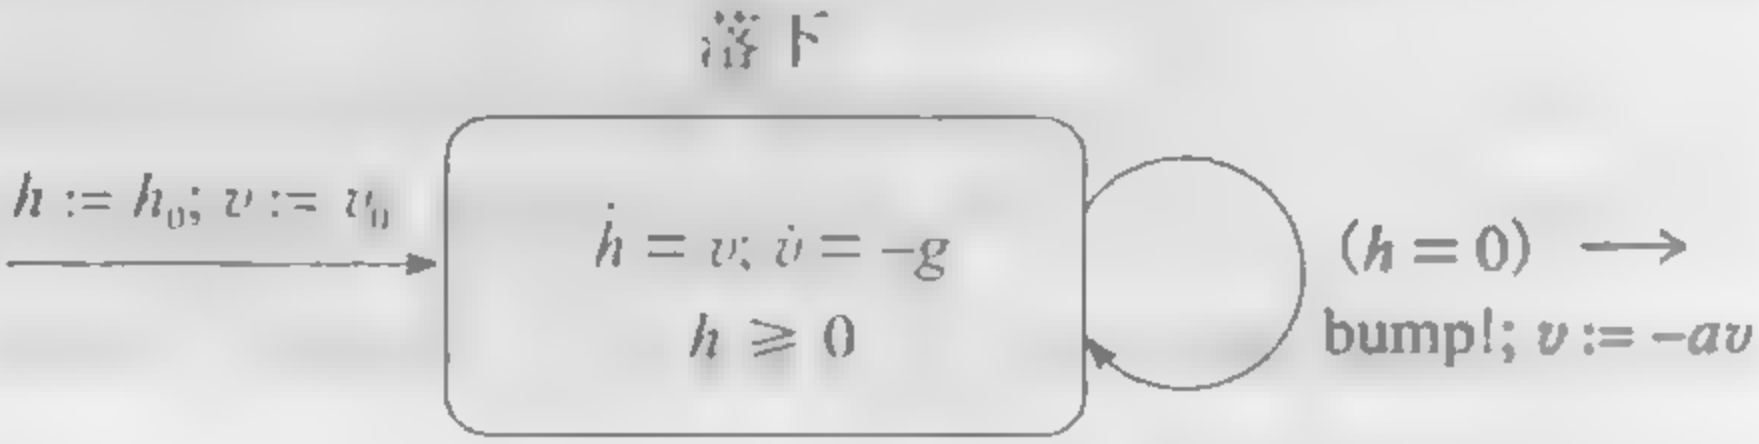 落下
h := h₀; v := v₀
ḣ = v; v̇ = −g
h ⩾ 0
(h = 0) →
bump!; v := −av